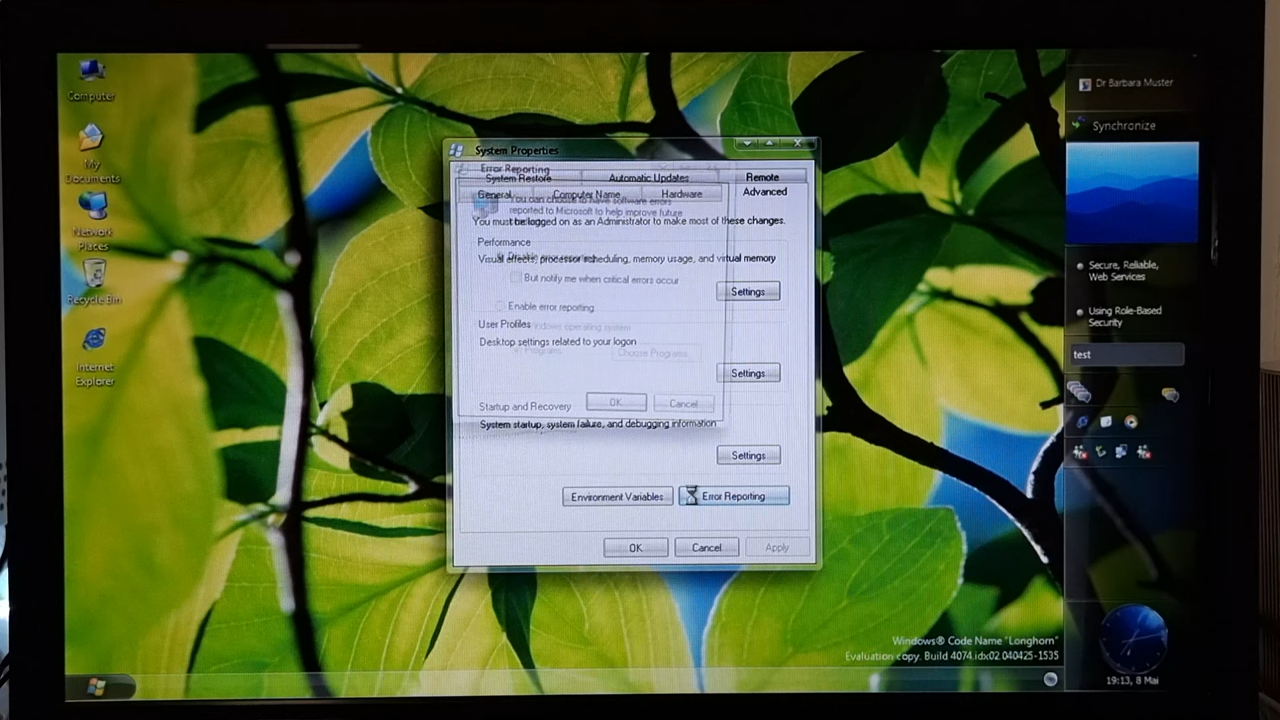 Computer
My
Documents
Network
Places
Recycle Bin
Internet
Explorer
System Properties
Error Reporting
System Restore
Automatic Updates
Remote
General
Computer Name
Hardware
Advanced
You can choose to have software errors
reported to Microsoft to help improve future
You must be logged on as an Administrator to make most of these changes.
Performance
Visual effects, processor scheduling, memory usage, and virtual memory
But notify me when critical errors occur
Settings
Enable error reporting
User Profiles
Windows operating system
Desktop settings related to your logon
Programs
Choose Programs
Settings
Startup and Recovery
OK
Cancel
System startup, system failure, and debugging information
Settings
Environment Variables
Error Reporting
OK
Cancel
Apply
Dr Barbara Muster
Synchronize
Secure, Reliable,
Web Services
Using Role-Based
Security
test
Windows® Code Name "Longhorn"
Evaluation copy. Build 4074.idx02.040425-1535
19:13, 8 Mai